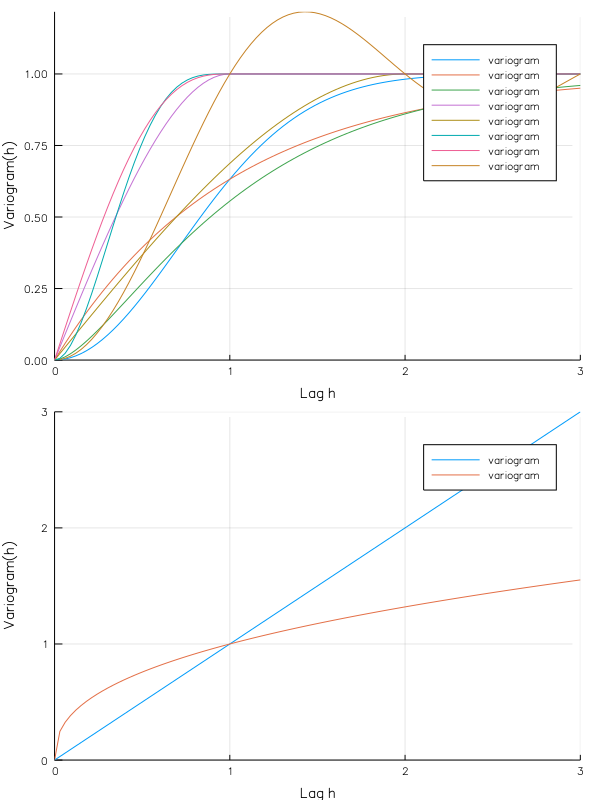 variogram
variogram
variogram
variogram
variogram
variogram
variogram
variogram
1.00
0.75
0.50
0.25
0.00
Variogram(h)
0 1 2 3
Lag h
3
2
1
0
variogram
variogram
Variogram(h)
0 1 2 3
Lag h